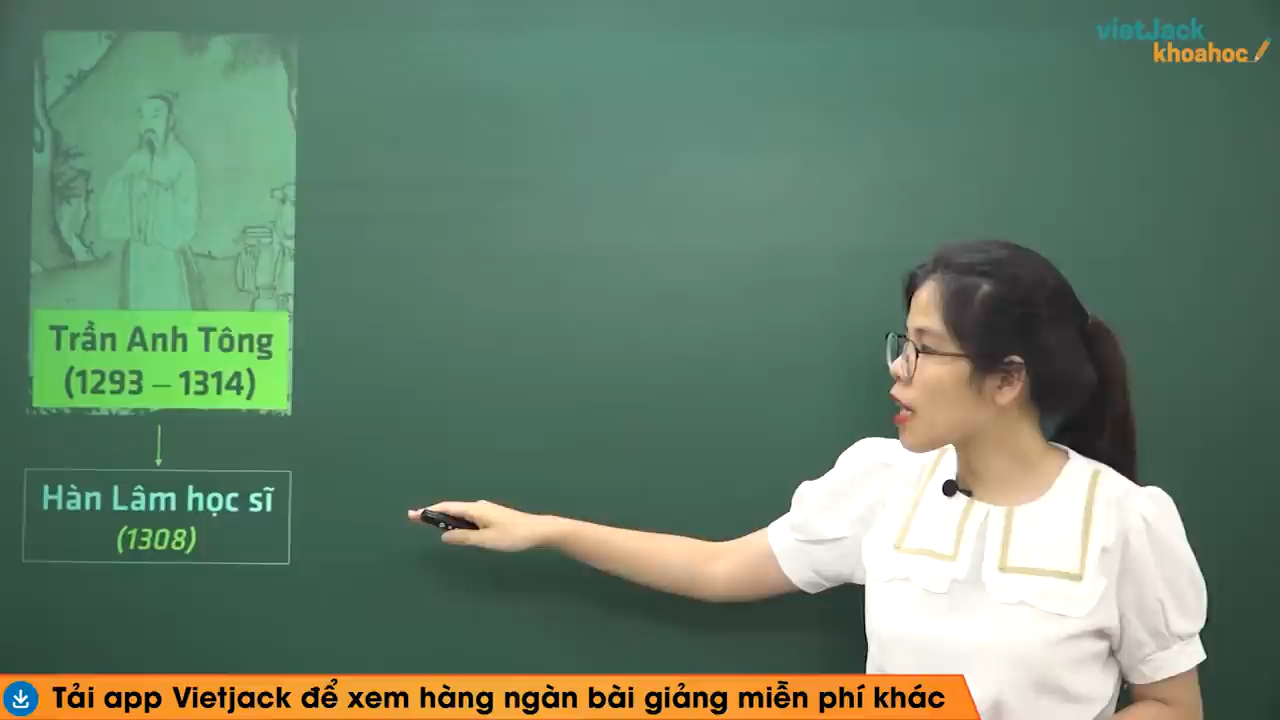 vietJack
khoahoc
Trần Anh Tông
(1293 – 1314)
Hàn Lâm học sĩ
(1308)
Tải app Vietjack để xem hàng ngàn bài giảng miễn phí khác